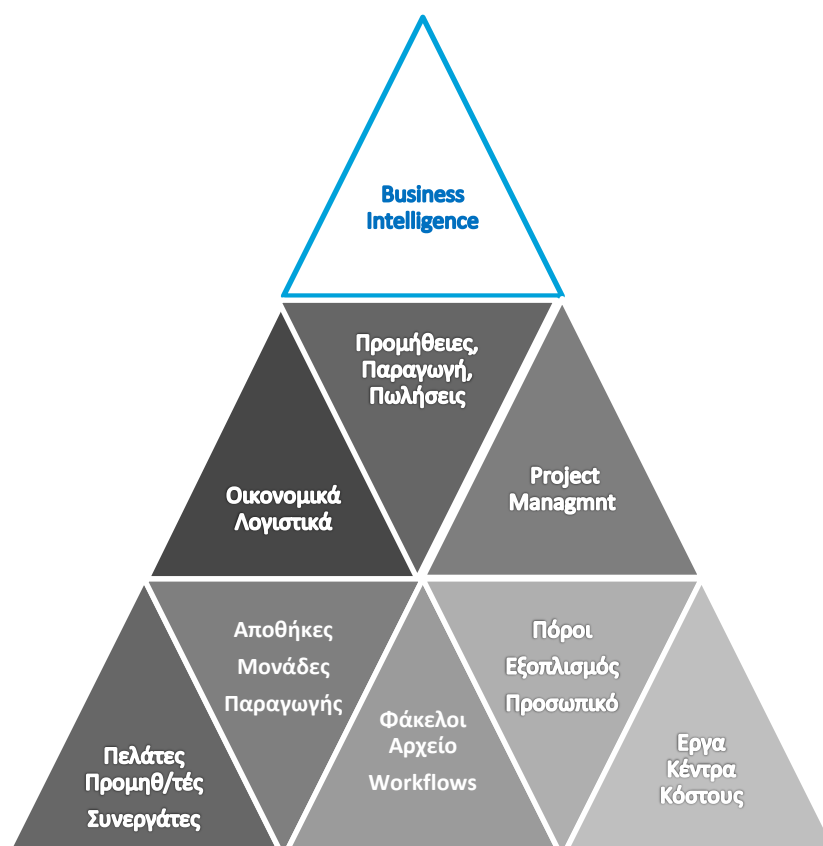 Business
Intelligence
Προμήθειες,
Παραγωγή,
Πωλήσεις
Οικονομικά
Λογιστικά
Project
Managmnt
Πελάτες
Προμηθ/τές
Συνεργάτες
Αποθήκες
Μονάδες
Παραγωγής
Φάκελοι
Αρχείο
Workflows
Πόροι
Εξοπλισμός
Προσωπικό
Εργα
Κέντρα
Κόστους